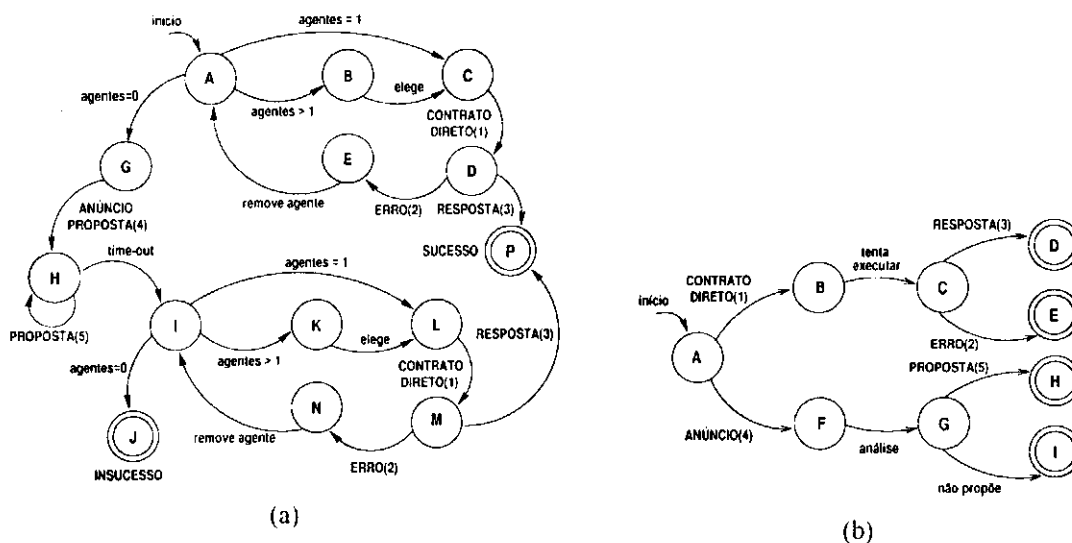 início
agentes = 1
A
B
C
elege
agentes=0
agentes > 1
CONTRATO
DIRETO(1)
G
E
D
remove agente
ERRO(2)
RESPOSTA(3)
ANÚNCIO
PROPOSTA(4)
SUCESSO
P
time-out
H
agentes = 1
PROPOSTA(5)
I
K
L
RESPOSTA(3)
elege
agentes > 1
agentes=0
CONTRATO
DIRETO(1)
N
M
J
remove agente
ERRO(2)
INSUCESSO
(a)
RESPOSTA(3)
D
tenta
executar
CONTRATO
DIRETO(1)
B
C
início
E
A
ERRO(2)
PROPOSTA(5)
H
F
G
ANÚNCIO(4)
análise
I
não propõe
(b)